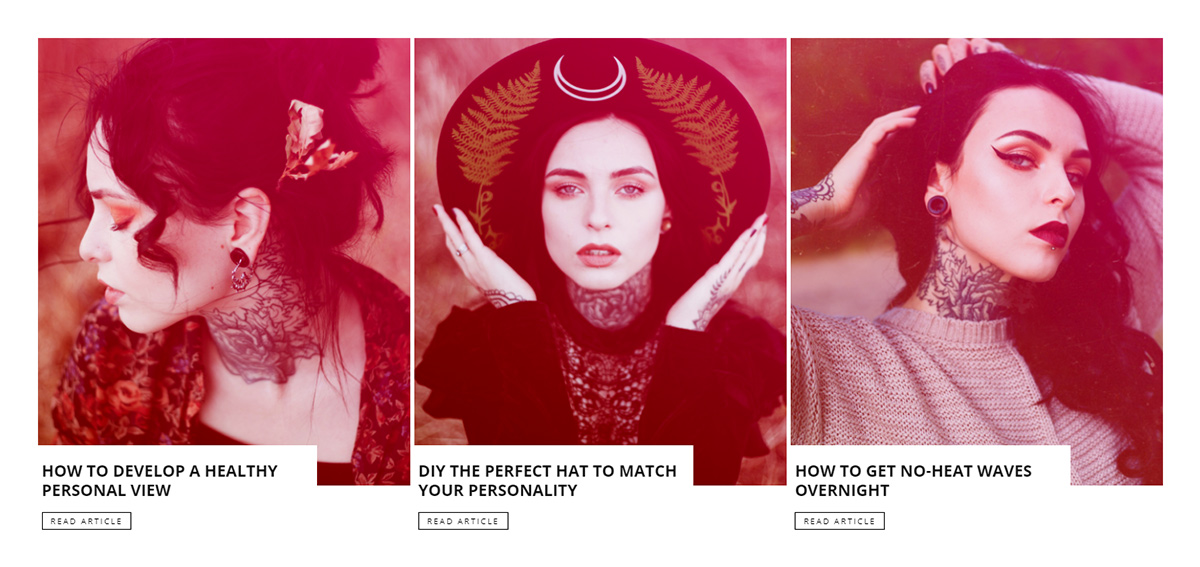 HOW TO DEVELOP A HEALTHY
PERSONAL VIEW
READ ARTICLE
DIY THE PERFECT HAT TO MATCH
YOUR PERSONALITY
READ ARTICLE
HOW TO GET NO-HEAT WAVES
OVERNIGHT
READ ARTICLE